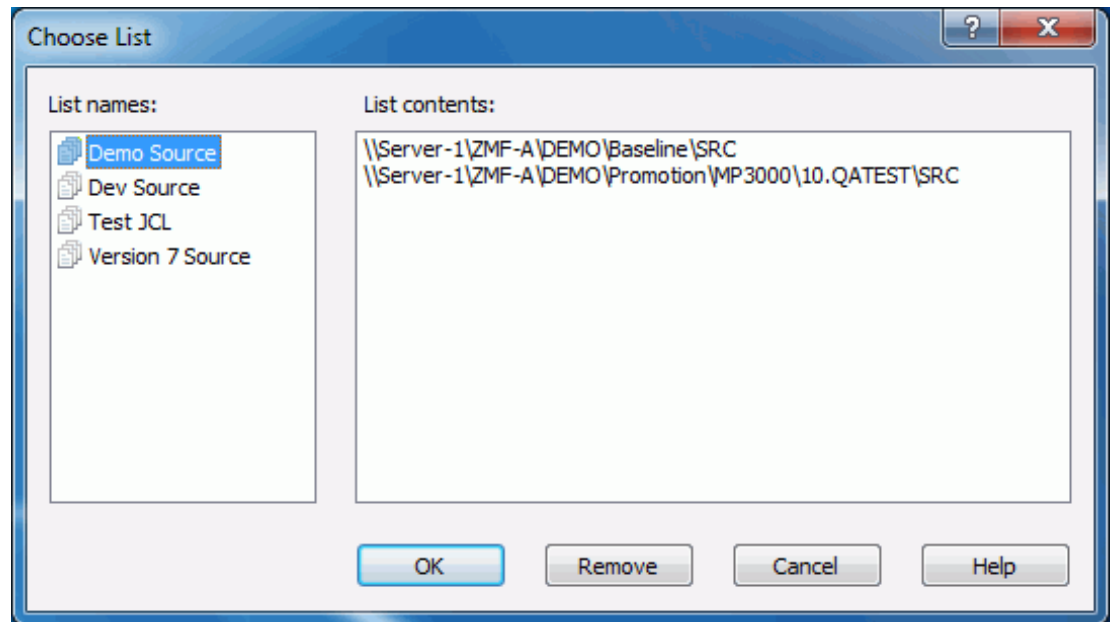 Choose List
?
X
List names:
List contents:
Demo Source
Dev Source
Test JCL
Version 7 Source
\\Server-1\ZMF-A\DEMO\Baseline\SRC
\\Server-1\ZMF-A\DEMO\Promotion\MP3000\10.QATEST\SRC
OK
Remove
Cancel
Help